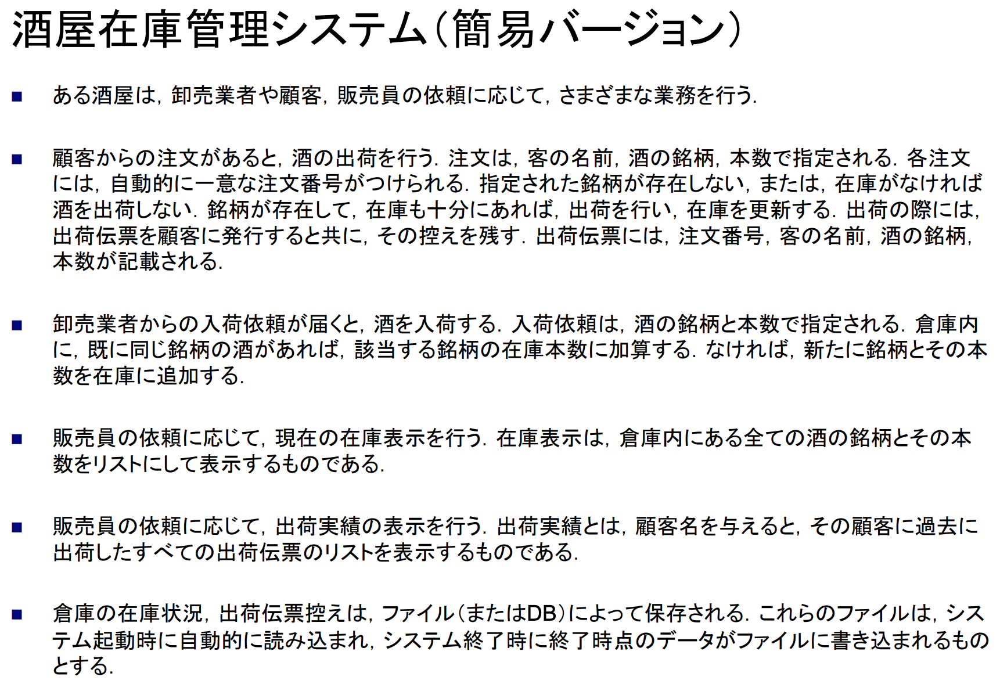 酒屋在庫管理システム（簡易バージョン）
■ ある酒屋は，卸売業者や顧客，販売員の依頼に応じて，さまざまな業務を行う．
■ 顧客からの注文があると，酒の出荷を行う．注文は，客の名前，酒の銘柄，本数で指定される．各注文
には，自動的に一意な注文番号がつけられる．指定された銘柄が存在しない，または，在庫がなければ
酒を出荷しない．銘柄が存在して，在庫も十分にあれば，出荷を行い，在庫を更新する．出荷の際には，
出荷伝票を顧客に発行すると共に，その控えを残す．出荷伝票には，注文番号，客の名前，酒の銘柄，
本数が記載される．
■ 卸売業者からの入荷依頼が届くと，酒を入荷する．入荷依頼は，酒の銘柄と本数で指定される．倉庫内
に，既に同じ銘柄の酒があれば，該当する銘柄の在庫本数に加算する．なければ，新たに銘柄とその本
数を在庫に追加する．
■ 販売員の依頼に応じて，現在の在庫表示を行う．在庫表示は，倉庫内にある全ての酒の銘柄とその本
数をリストにして表示するものである．
■ 販売員の依頼に応じて，出荷実績の表示を行う．出荷実績とは，顧客名を与えると，その顧客に過去に
出荷したすべての出荷伝票のリストを表示するものである．
■ 倉庫の在庫状況，出荷伝票控えは，ファイル（またはDB）によって保存される．これらのファイルは，シス
テム起動時に自動的に読み込まれ，システム終了時に終了時点のデータがファイルに書き込まれるもの
とする．